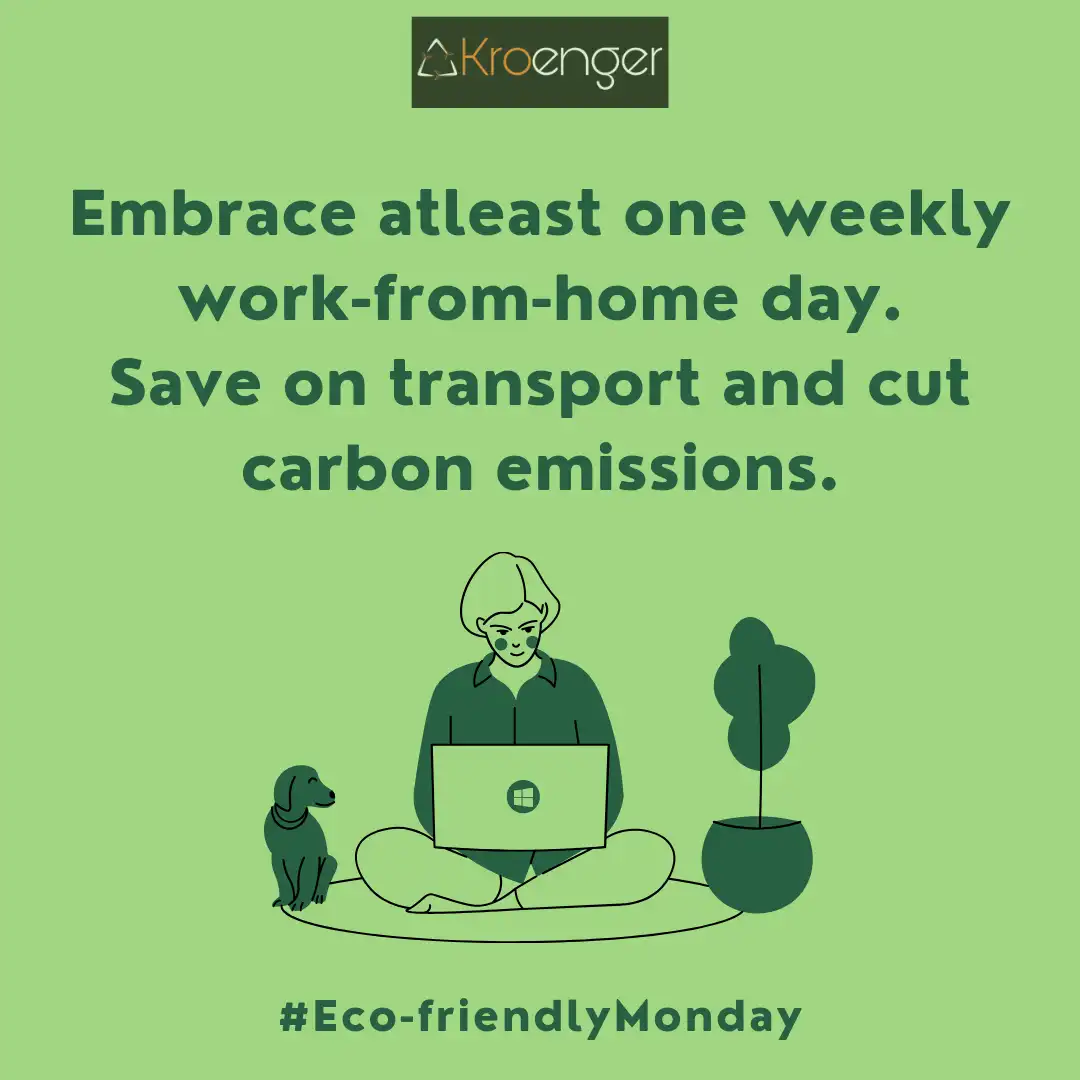 Kroenger
Embrace atleast one weekly
work-from-home day.
Save on transport and cut
carbon emissions.
#Eco-friendlyMonday